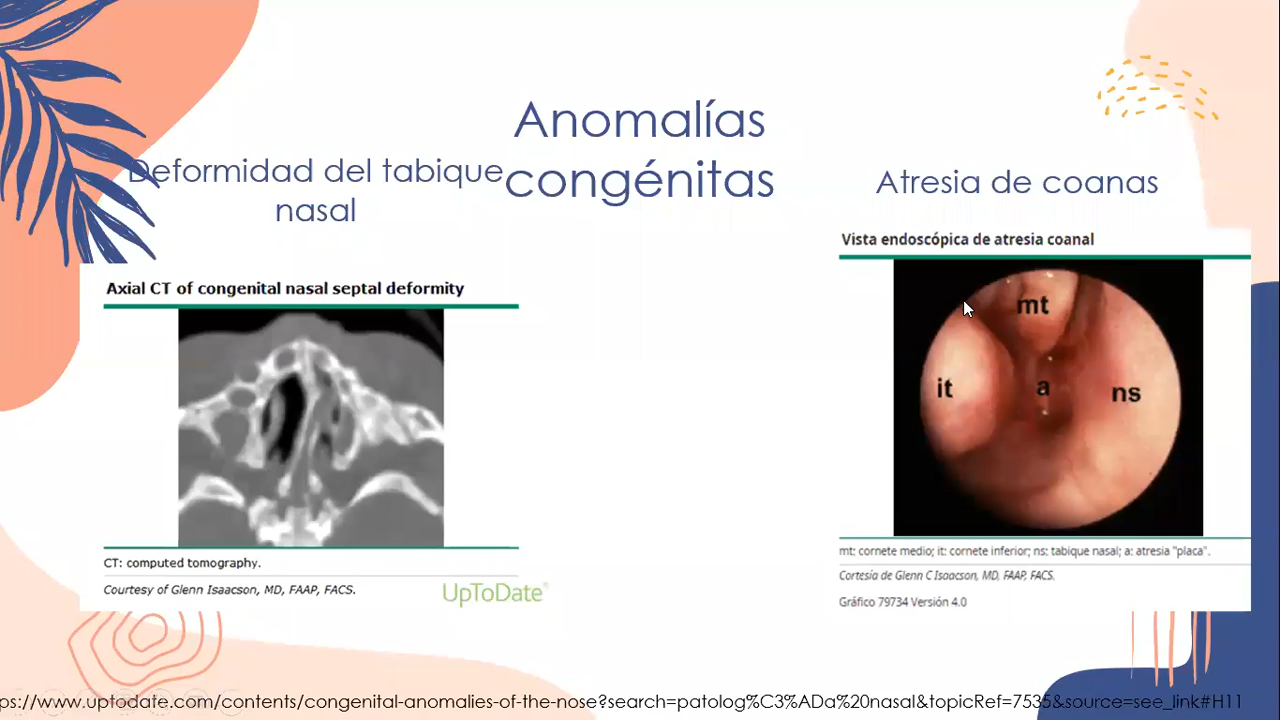 Anomalías
congénitas
Deformidad del tabique
nasal
Axial CT of congenital nasal septal deformity
CT: computed tomography.
Courtesy of Glenn Isaacson, MD, FAAP, FACS.
UpToDate®
Atresia de coanas
Vista endoscópica de atresia coanal
mt
it
a
ns
mt: cornete medio; it: cornete inferior; ns: tabique nasal; a: atresia "placa".
Cortesía de Glenn C Isaacson, MD, FAAP, FACS.
Gráfico 79734 Versión 4.0
ps://www.uptodate.com/contents/congenital-anomalies-of-the-nose?search=patolog%C3%ADa%20nasal&topicRef=7535&source=see_link#H11